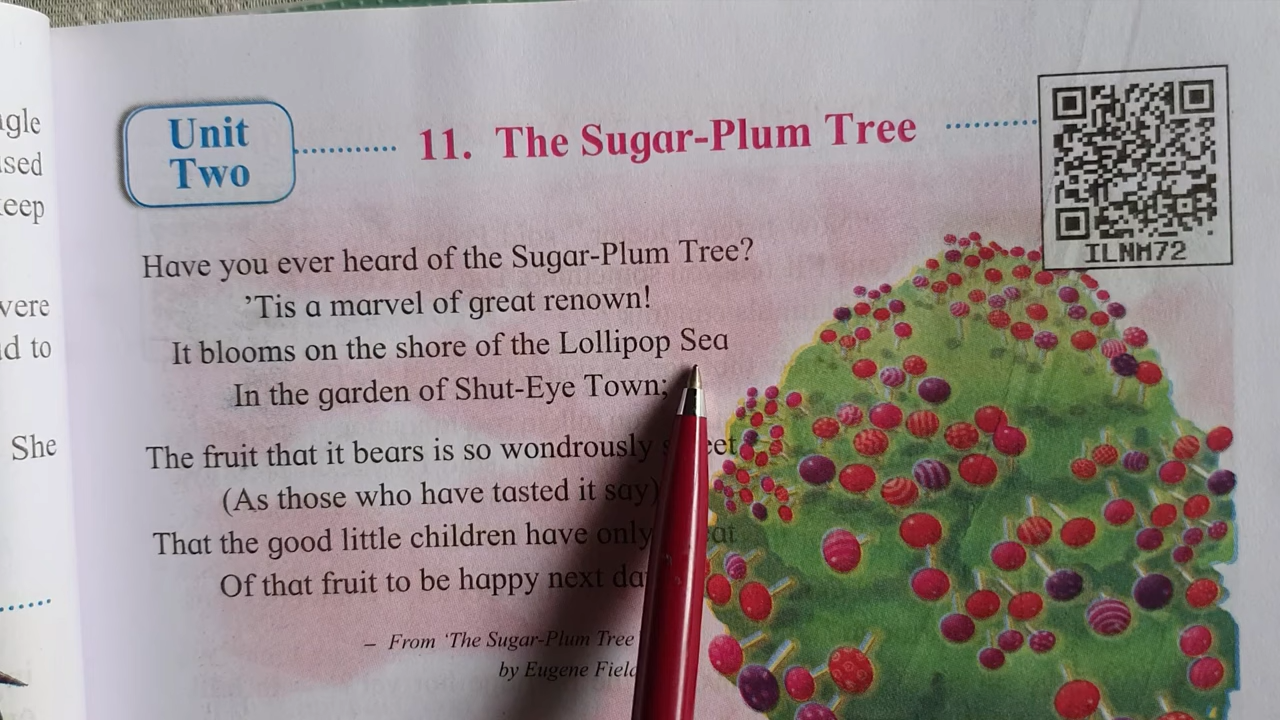 gle
sed
eep
vere
d to
She
Unit
Two
11. The Sugar-Plum Tree
ILNM72
Have you ever heard of the Sugar-Plum Tree?
’Tis a marvel of great renown!
It blooms on the shore of the Lollipop Sea
In the garden of Shut-Eye Town;
The fruit that it bears is so wondrously s eet
(As those who have tasted it say)
That the good little children have only at
Of that fruit to be happy next da
– From ‘The Sugar-Plum Tree
by Eugene Fiel